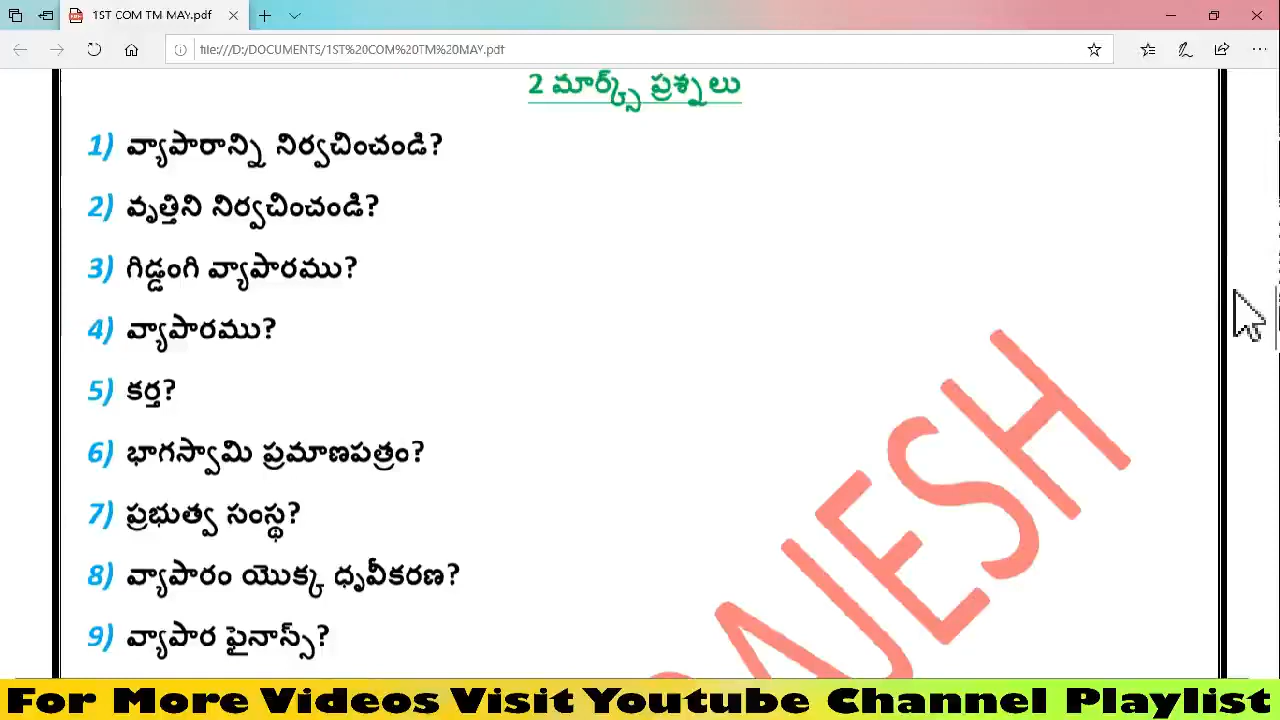 1ST COM TM MAY.pdf
file:///D:/DOCUMENTS/1ST%20COM%20TM%20MAY.pdf
2 మార్క్స్ ప్రశ్నలు
1) వ్యాపారాన్ని నిర్వచించండి?
2) వృత్తిని నిర్వచించండి?
3) గిడ్డంగి వ్యాపారము?
4) వ్యాపారము?
5) కర్త?
6) భాగస్వామి ప్రమాణపత్రం?
7) ప్రభుత్వ సంస్థ?
8) వ్యాపారం యొక్క ధృవీకరణ?
9) వ్యాపార ఫైనాన్స్?
For More Videos Visit Youtube Channel Playlist